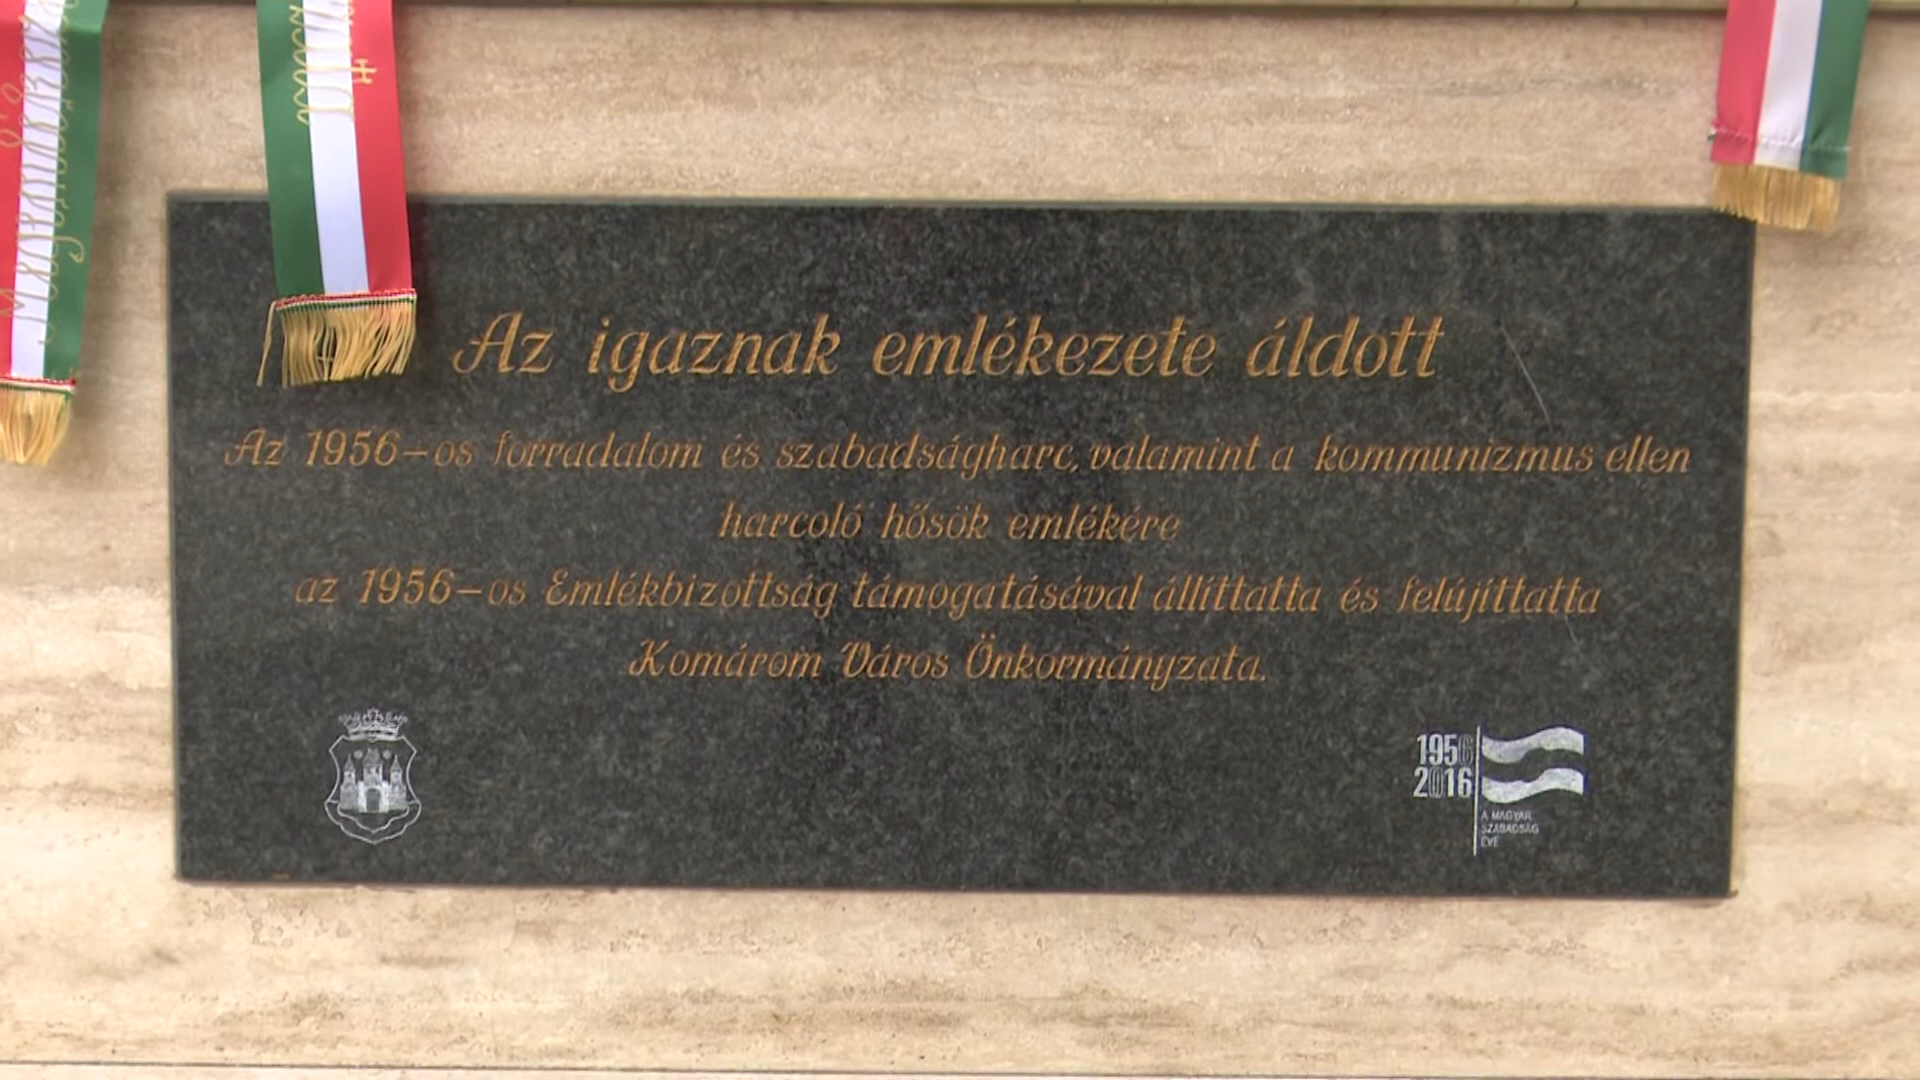 Az igaznak emlékezete áldott
Az 1956-os forradalom és szabadságharc, valamint a kommunizmus ellen
harcoló hősök emlékére
az 1956-os Emlékbizottság támogatásával állíttatta és felújíttatta
Komárom Város Önkormányzata.
1956
2016
A MAGYAR
SZABADSÁG
ÉVE